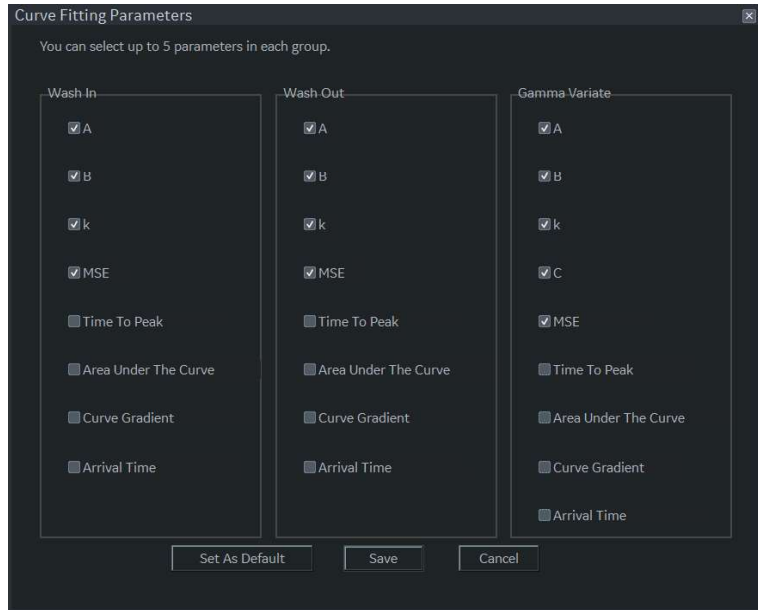 Curve Fitting Parameters
You can select up to 5 parameters in each group.
Wash In
A
B
k
MSE
Time To Peak
Area Under The Curve
Curve Gradient
Arrival Time
Wash Out
A
B
k
MSE
Time To Peak
Area Under The Curve
Curve Gradient
Arrival Time
Gamma Variate
A
B
k
C
MSE
Time To Peak
Area Under The Curve
Curve Gradient
Arrival Time
Set As Default
Save
Cancel